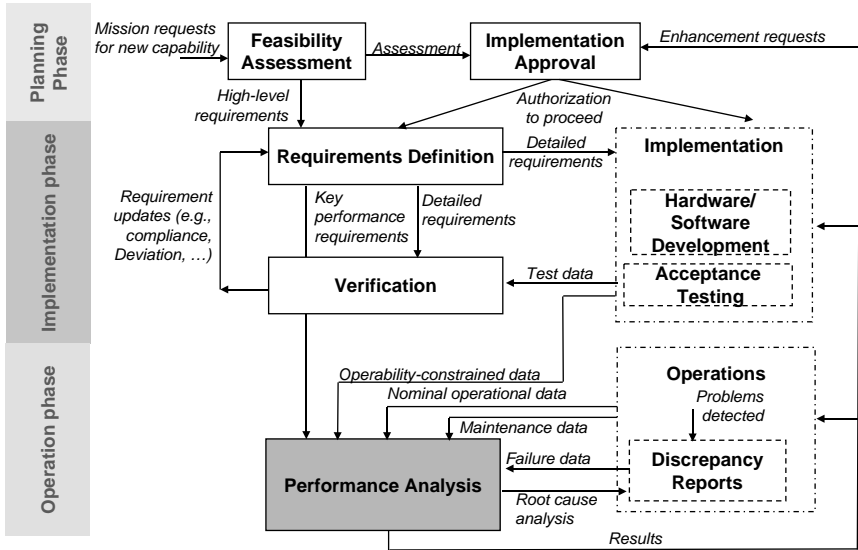 Planning
Phase
Mission requests
for new capability
Feasibility
Assessment
Assessment
Implementation
Approval
Enhancement requests
High-level
requirements
Authorization
to proceed
Implementation phase
Requirements Definition
Detailed
requirements
Implementation
Requirement
updates (e.g.,
compliance,
Deviation, …)
Key
performance
requirements
Detailed
requirements
Hardware/
Software
Development
Verification
Test data
Acceptance
Testing
Operation phase
Operability-constrained data
Nominal operational data
Maintenance data
Operations
Problems
detected
Performance Analysis
Failure data
Discrepancy
Reports
Root cause
analysis
Results